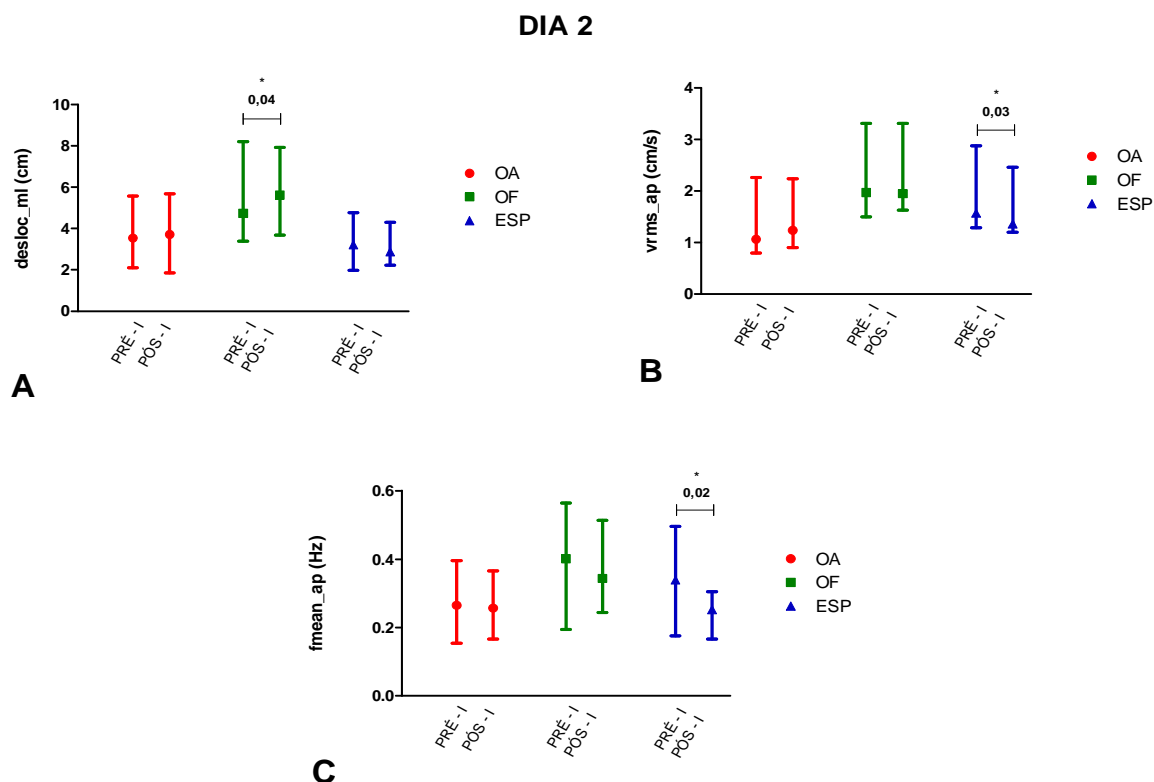 DIA 2
desloc_ml (cm)
10
8
6
4
2
0
*
0,04
PRÉ - I
PÓS - I
PRÉ - I
PÓS - I
PRÉ - I
PÓS - I
OA
OF
ESP
A
vrms_ap (cm/s)
4
3
2
1
0
*
0,03
PRÉ - I
PÓS - I
PRÉ - I
PÓS - I
PRÉ - I
PÓS - I
OA
OF
ESP
B
fmean_ap (Hz)
0.6
0.4
0.2
0.0
*
0,02
PRÉ - I
PÓS - I
PRÉ - I
PÓS - I
PRÉ - I
PÓS - I
OA
OF
ESP
C